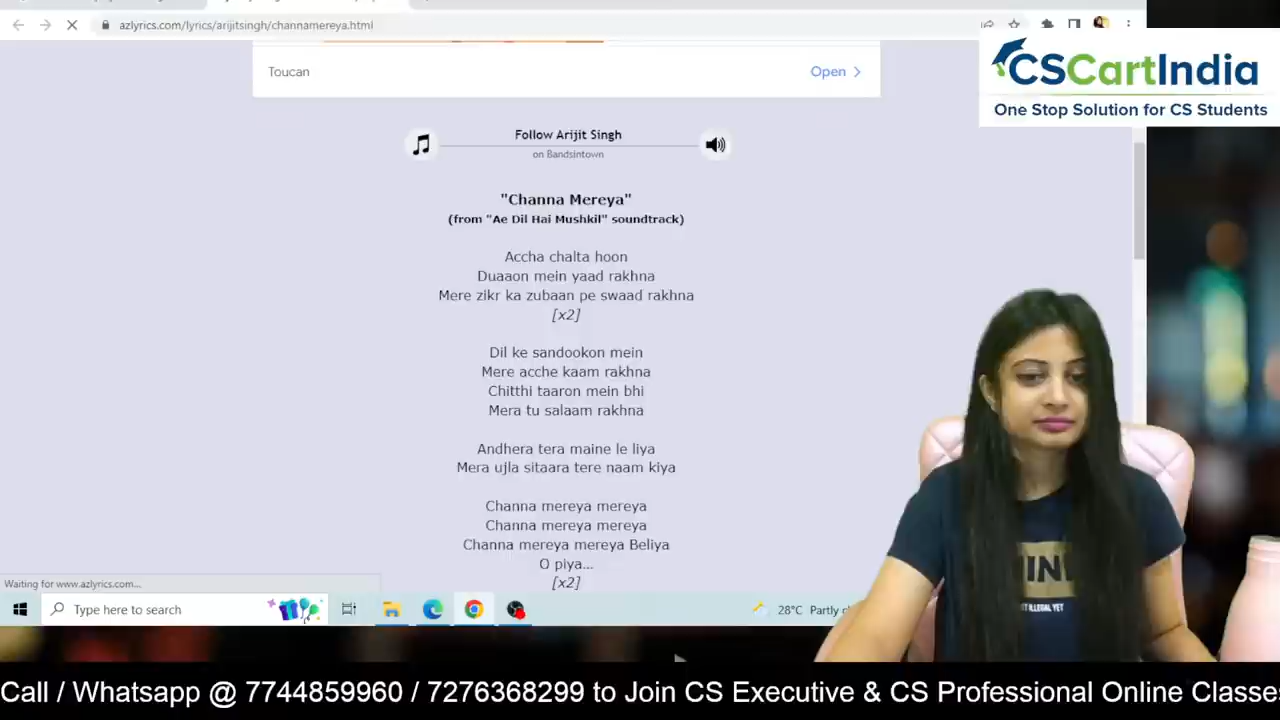 azlyrics.com/lyrics/arijitsingh/channamereya.html
CSCartIndia
One Stop Solution for CS Students
Toucan
Open
Follow Arijit Singh
on Bandsintown
"Channa Mereya"
(from "Ae Dil Hai Mushkil" soundtrack)
Accha chalta hoon
Duaaon mein yaad rakhna
Mere zikr ka zubaan pe swaad rakhna
[x2]
Dil ke sandookon mein
Mere acche kaam rakhna
Chitthi taaron mein bhi
Mera tu salaam rakhna
Andhera tera maine le liya
Mera ujla sitaara tere naam kiya
Channa mereya mereya
Channa mereya mereya
Channa mereya mereya Beliya
O piya...
[x2]
Waiting for www.azlyrics.com...
Type here to search
28°C Partly
Call / Whatsapp @ 7744859960 / 7276368299 to Join CS Executive & CS Professional Online Classes